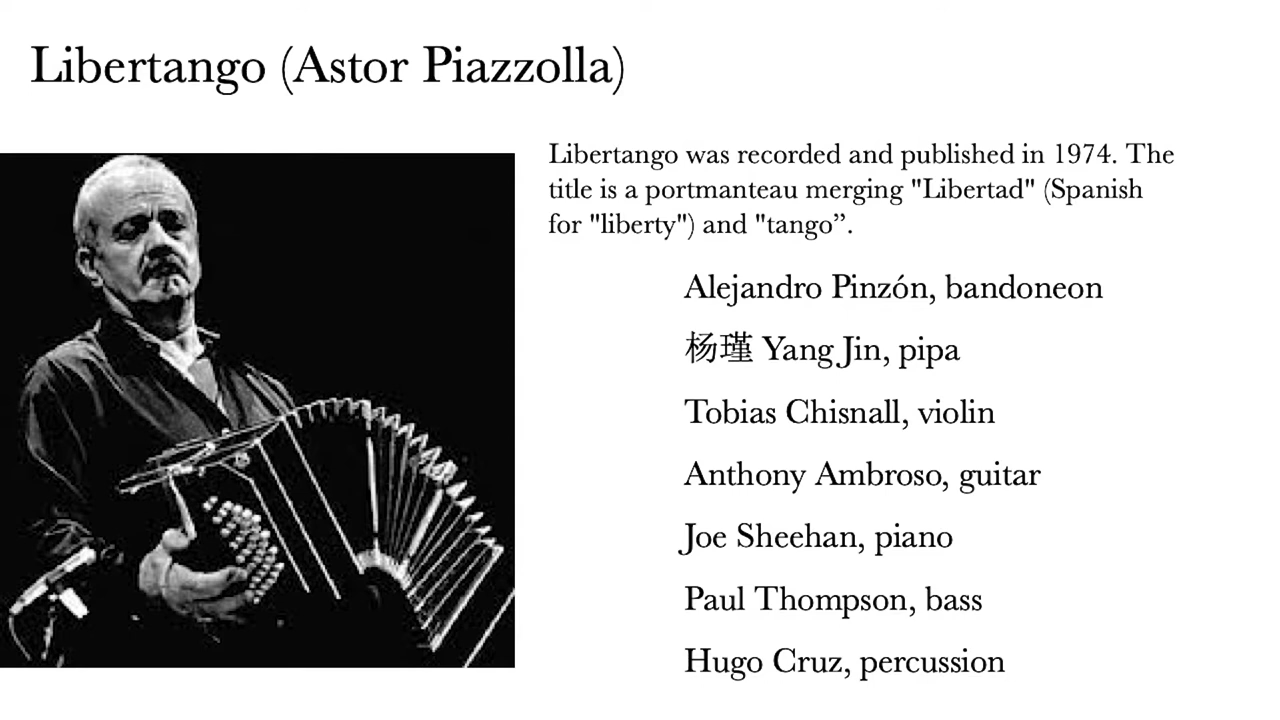 Libertango (Astor Piazzolla)
Libertango was recorded and published in 1974. The
title is a portmanteau merging "Libertad" (Spanish
for "liberty") and "tango”.
Alejandro Pinzón, bandoneon
杨瑾 Yang Jin, pipa
Tobias Chisnall, violin
Anthony Ambroso, guitar
Joe Sheehan, piano
Paul Thompson, bass
Hugo Cruz, percussion